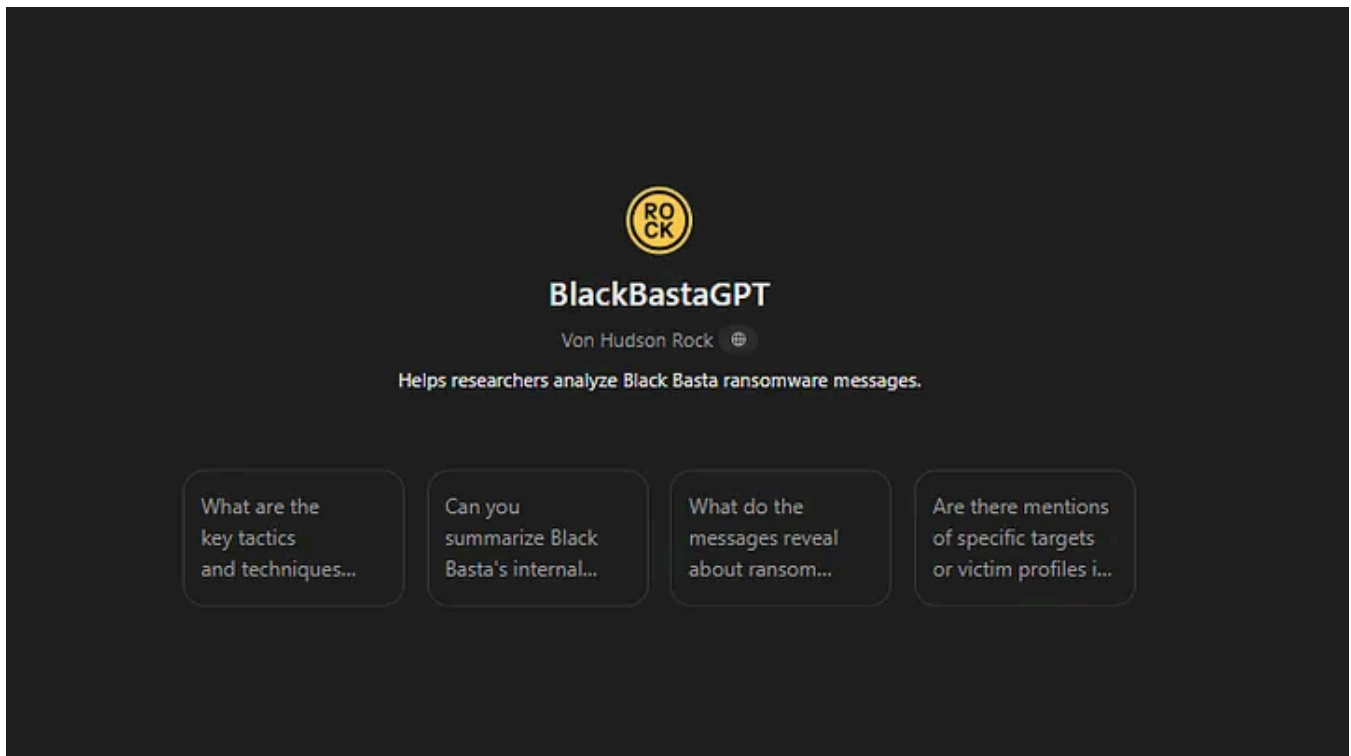 RO
CK
BlackBastaGPT
Von Hudson Rock
Helps researchers analyze Black Basta ransomware messages.
What are the
key tactics
and techniques...
Can you
summarize Black
Basta's internal...
What do the
messages reveal
about ransom...
Are there mentions
of specific targets
or victim profiles i...